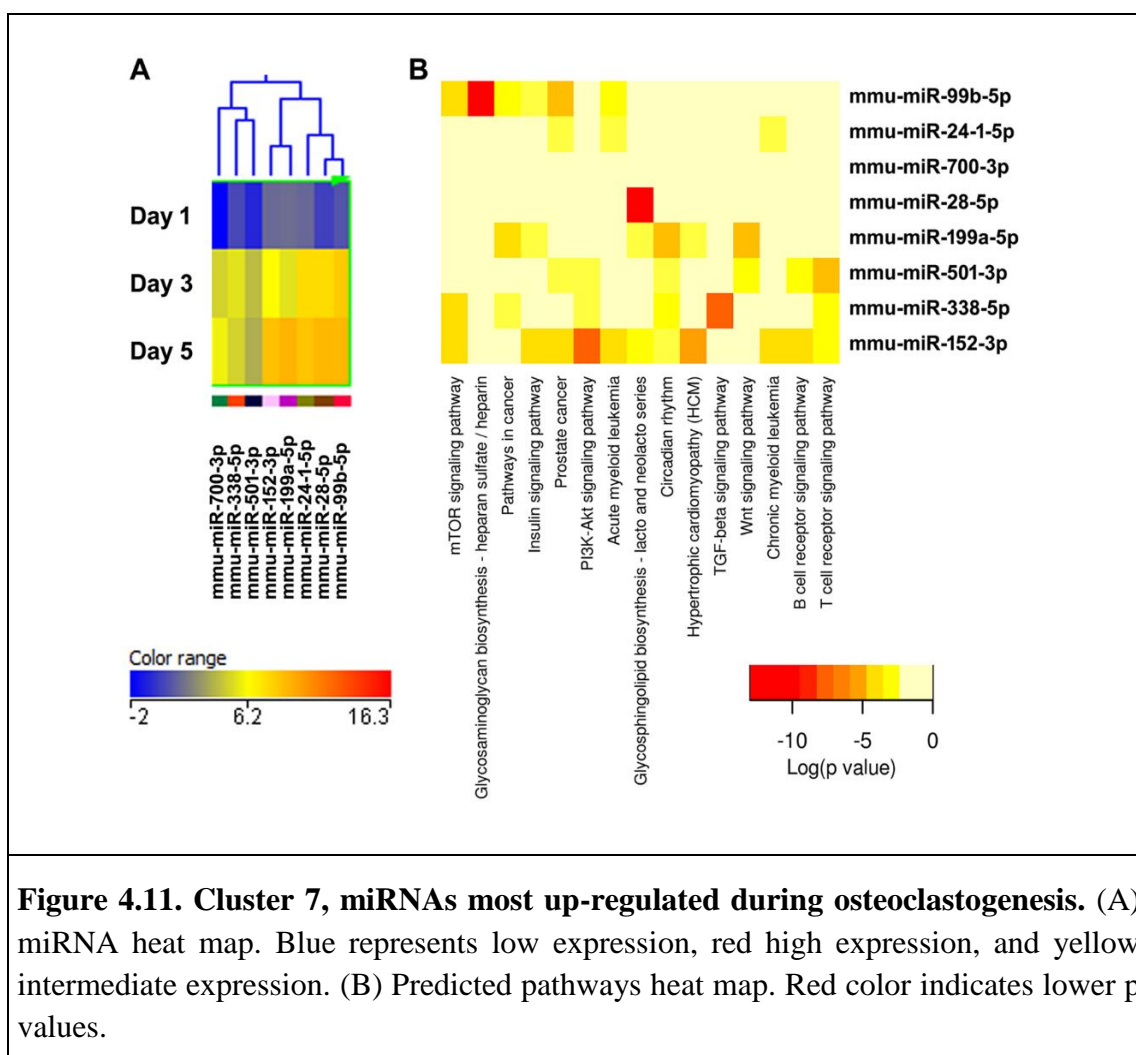 A
B
Day 1
Day 3
Day 5
mmu-miR-700-3p
mmu-miR-338-5p
mmu-miR-501-3p
mmu-miR-152-3p
mmu-miR-199a-5p
mmu-miR-24-1-5p
mmu-miR-28-5p
mmu-miR-99b-5p
Color range
-2
6.2
16.3
mmu-miR-99b-5p
mmu-miR-24-1-5p
mmu-miR-700-3p
mmu-miR-28-5p
mmu-miR-199a-5p
mmu-miR-501-3p
mmu-miR-338-5p
mmu-miR-152-3p
mTOR signaling pathway
Glycosaminoglycan biosynthesis - heparan sulfate / heparin
Pathways in cancer
Insulin signaling pathway
Prostate cancer
PI3K-Akt signaling pathway
Acute myeloid leukemia
Glycosphingolipid biosynthesis - lacto and neolacto series
Circadian rhythm
Hypertrophic cardiomyopathy (HCM)
TGF-beta signaling pathway
Wnt signaling pathway
Chronic myeloid leukemia
B cell receptor signaling pathway
T cell receptor signaling pathway
-10
-5
0
Log(p value)
Figure 4.11. Cluster 7, miRNAs most up-regulated during osteoclastogenesis. (A)
miRNA heat map. Blue represents low expression, red high expression, and yellow
intermediate expression. (B) Predicted pathways heat map. Red color indicates lower p
values.